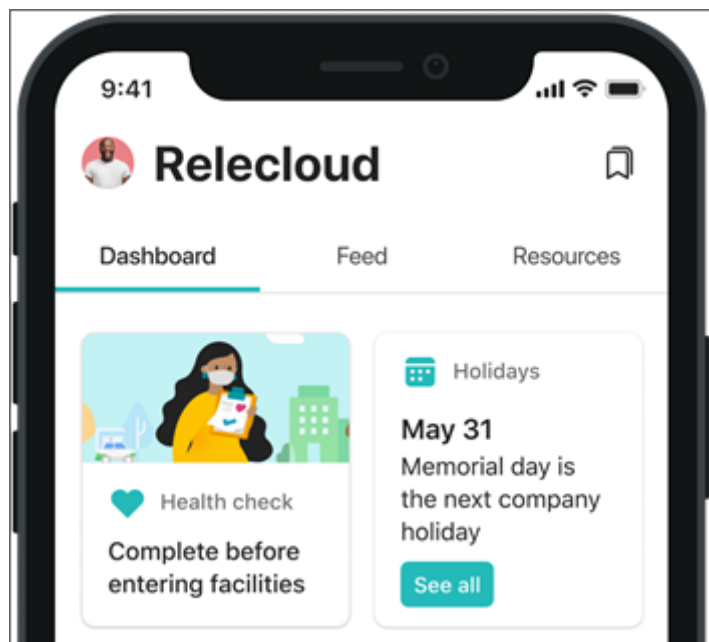 9:41
Relecloud
Dashboard
Feed
Resources
Health check
Complete before
entering facilities
Holidays
May 31
Memorial day is
the next company
holiday
See all